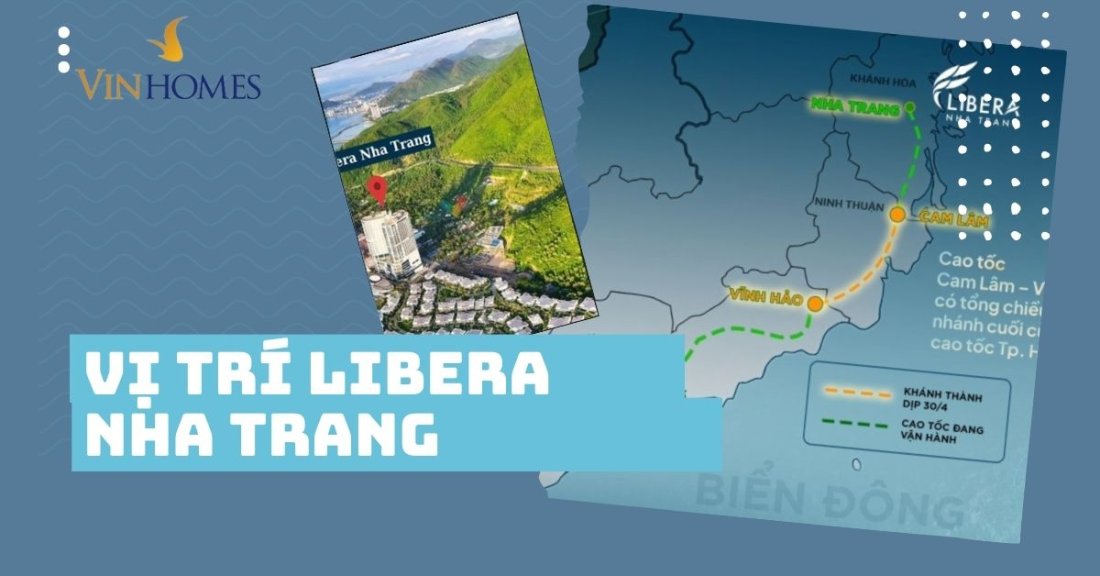 VINHOMES
era Nha Trang
KHÁNH HÒA
NHA TRANG
LIBERA
NHA TRAN
NINH THUẬN
CAM LÂM
Cao tốc
Cam Lâm – V
có tổng chiề
nhánh cuối c
cao tốc Tp. H
VĨNH HẢO
VỊ TRÍ LIBERA
NHA TRANG
KHÁNH THÀNH
DỊP 30/4
CAO TỐC ĐANG
VẬN HÀNH
BIỂN ĐÔNG